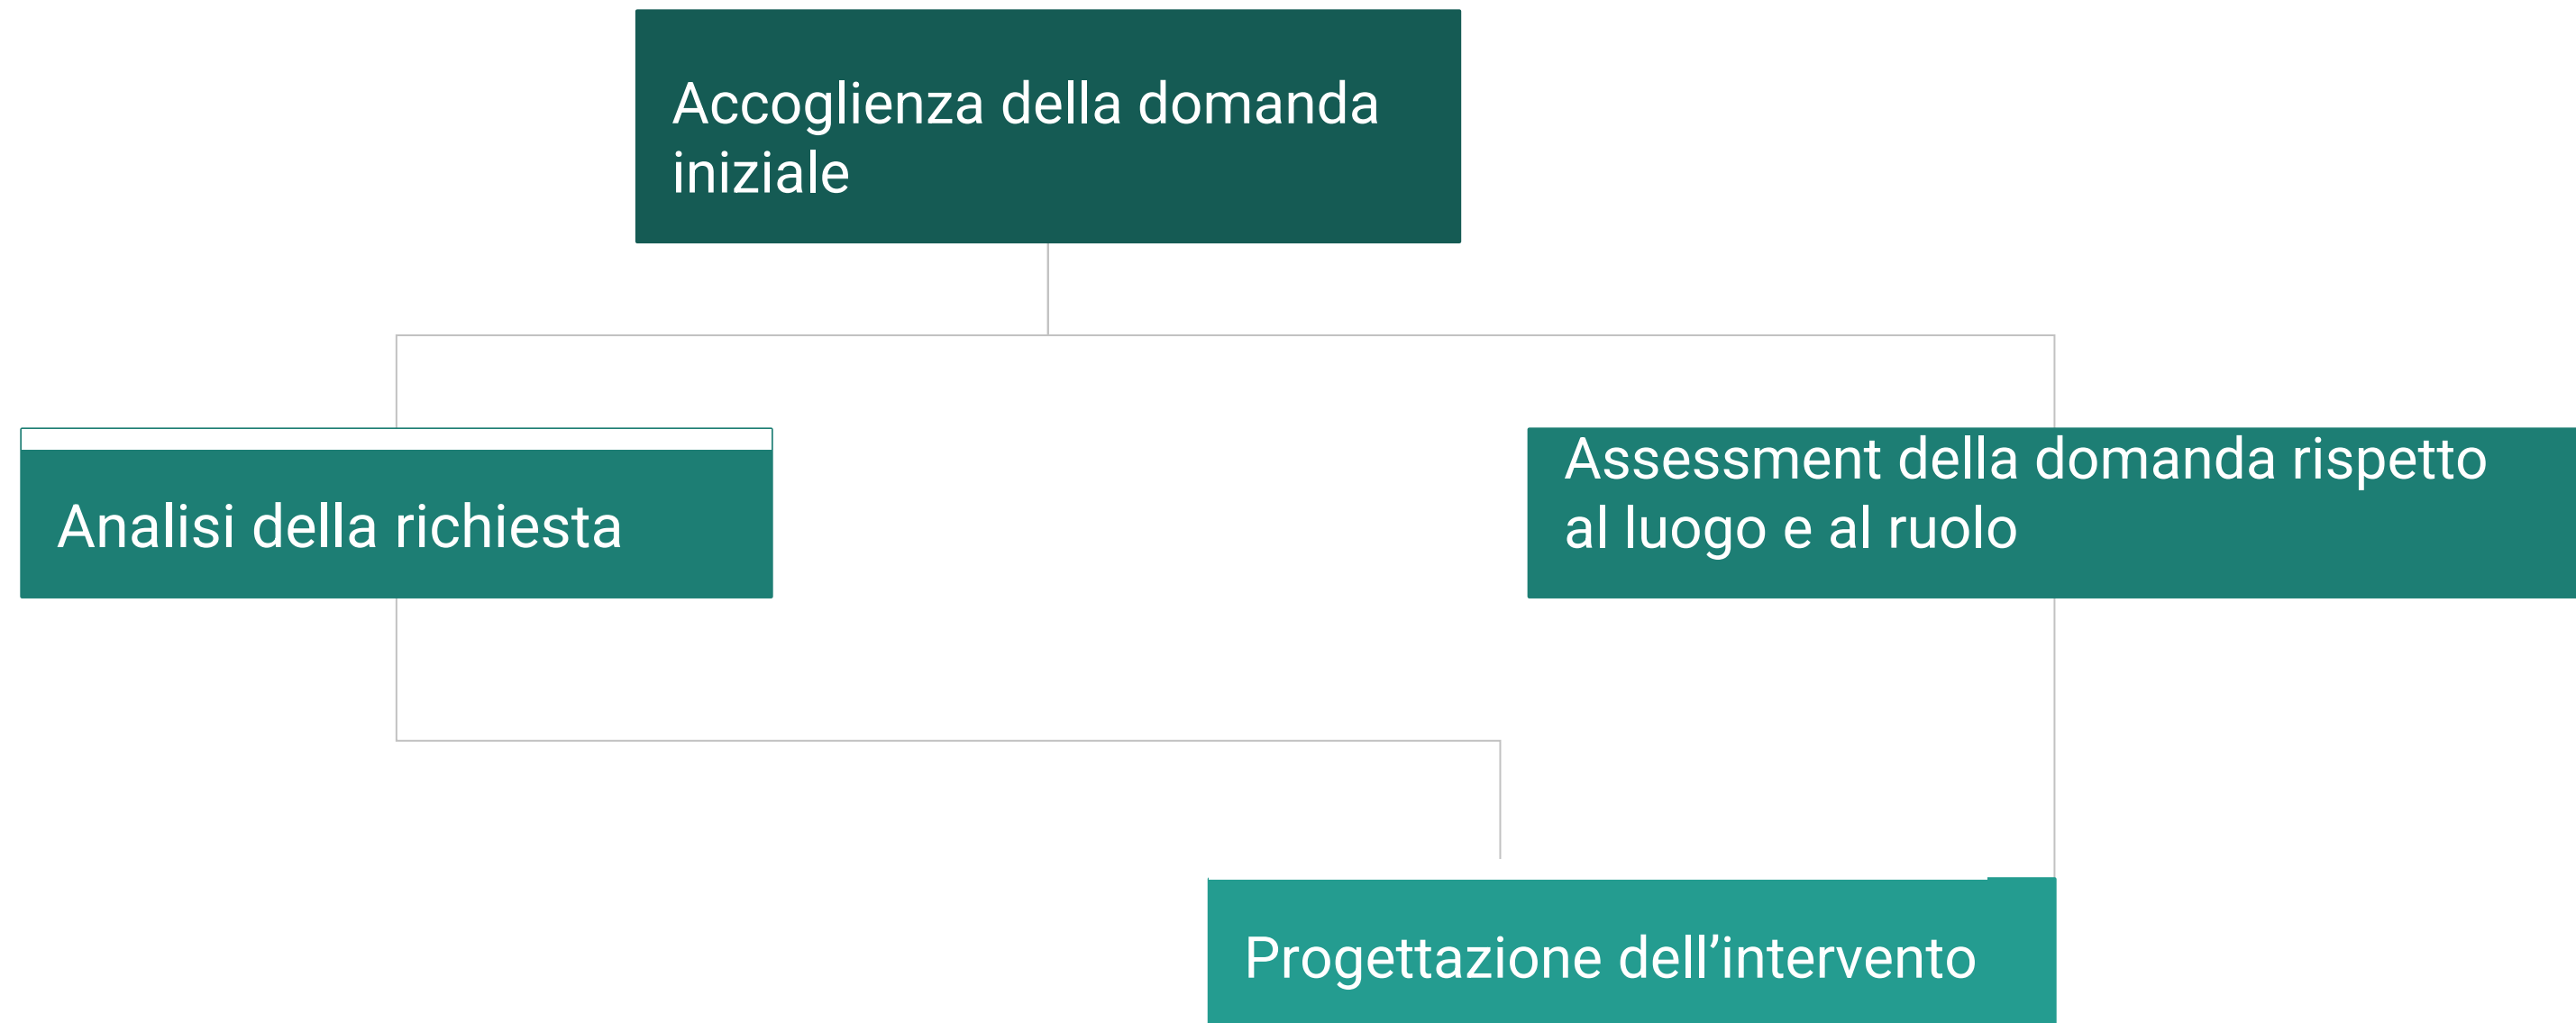 Accoglienza della domanda
iniziale
Analisi della richiesta
Assessment della domanda rispetto
al luogo e al ruolo
Progettazione dell’intervento